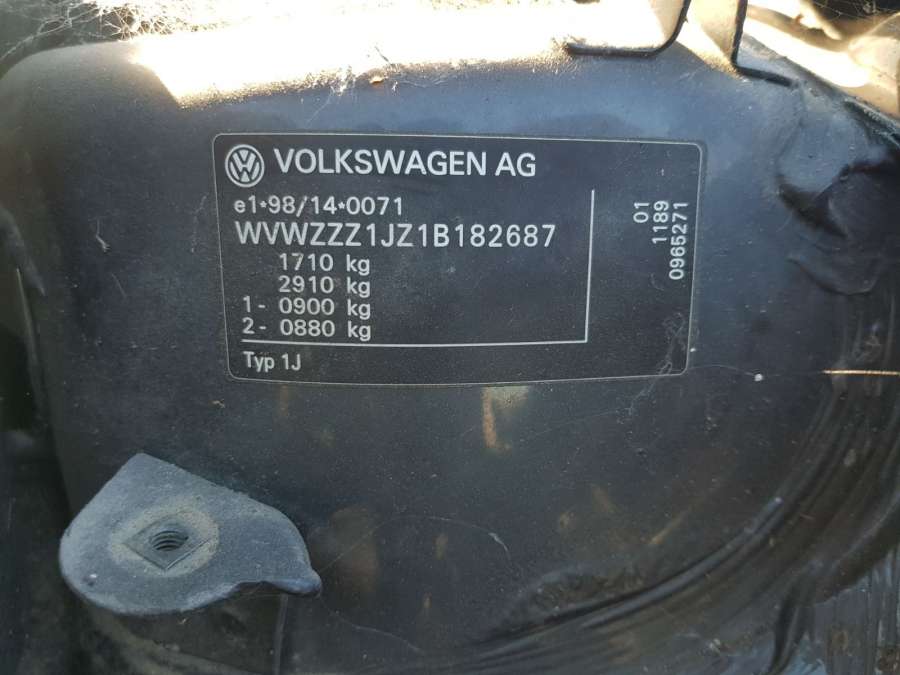 VOLKSWAGEN AG
e1*98/14*0071
WVWZZZ1JZ1B182687
1710 kg
2910 kg
1- 0900 kg
2- 0880 kg
Typ 1J
01
1189
0965271